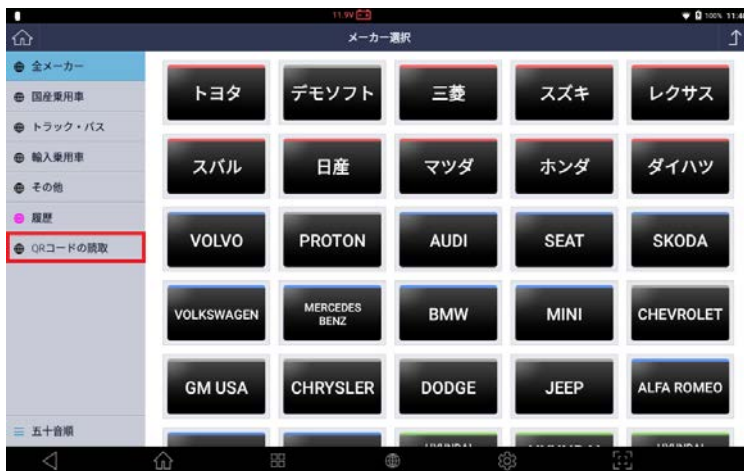 11.9V
100% 11:4
メーカー選択
全メーカー
国産乗用車
トラック・バス
輸入乗用車
その他
履歴
QRコードの読取
五十音順
トヨタ デモソフト 三菱 スズキ レクサス
スバル 日産 マツダ ホンダ ダイハツ
VOLVO PROTON AUDI SEAT SKODA
VOLKSWAGEN MERCEDES BENZ BMW MINI CHEVROLET
GM USA CHRYSLER DODGE JEEP ALFA ROMEO